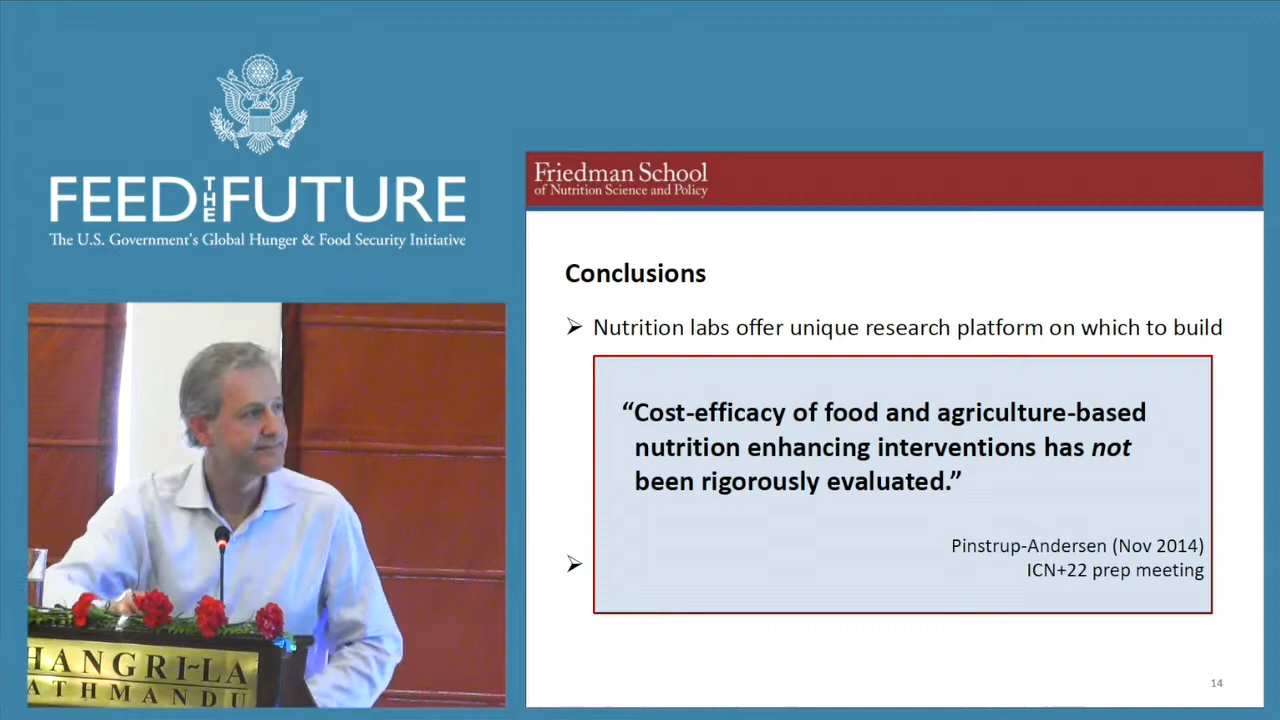 FEED THE FUTURE
The U.S. Government's Global Hunger & Food Security Initiative
Friedman School
of Nutrition Science and Policy
Conclusions
➢ Nutrition labs offer unique research platform on which to build
“Cost-efficacy of food and agriculture-based
nutrition enhancing interventions has not
been rigorously evaluated.”
Pinstrup-Andersen (Nov 2014)
ICN+22 prep meeting
➢
14
HANGRI~LA
ATHMANDU